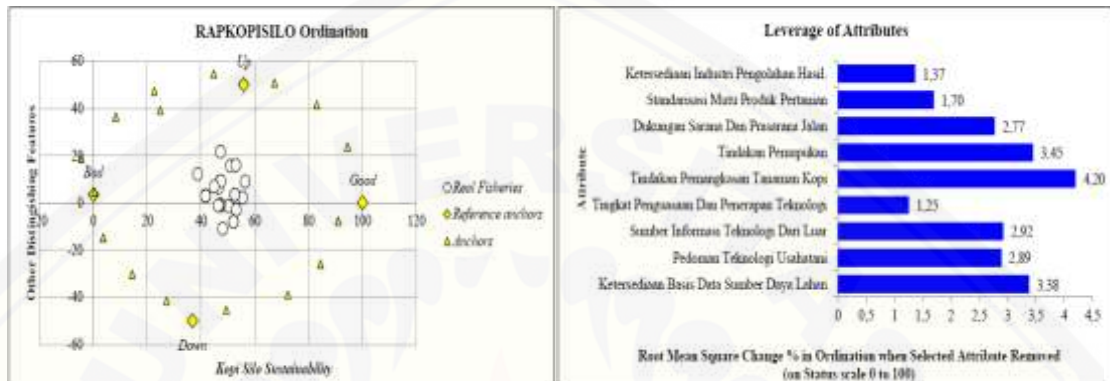 RAPKOPISILO Ordination
60
40
20
0
-20
-40
-60
-20
0
20
40
60
80
100
120
Up
Bad
Good
Down
Other Distingishing Features
Kopi Silo Sustainability
Real Fisheries
Reference anchors
Anchors
Leverage of Attributes
Attribute
Ketersediaan Industri Pengolahan Hasil 1,37
Standarisasi Mutu Produk Pertanian 1,70
Dukungan Sarana Dan Prasarana Jalan 2,77
Tindakan Pemupukan 3,45
Tindakan Pemangkasan Tanaman Kopi 4,20
Tingkat Penguasaan Dan Penerapan Teknologi 1,25
Sumber Informasi Teknologi Dari Luar 2,92
Pedoman Teknologi Usahatani 2,89
Ketersediaan Basis Data Sumber Daya Lahan 3,38
0 0,5 1 1,5 2 2,5 3 3,5 4 4,5
Root Mean Square Change % in Ordination when Selected Attribute Removed
(on Status scale 0 to 100)
UNIVERS